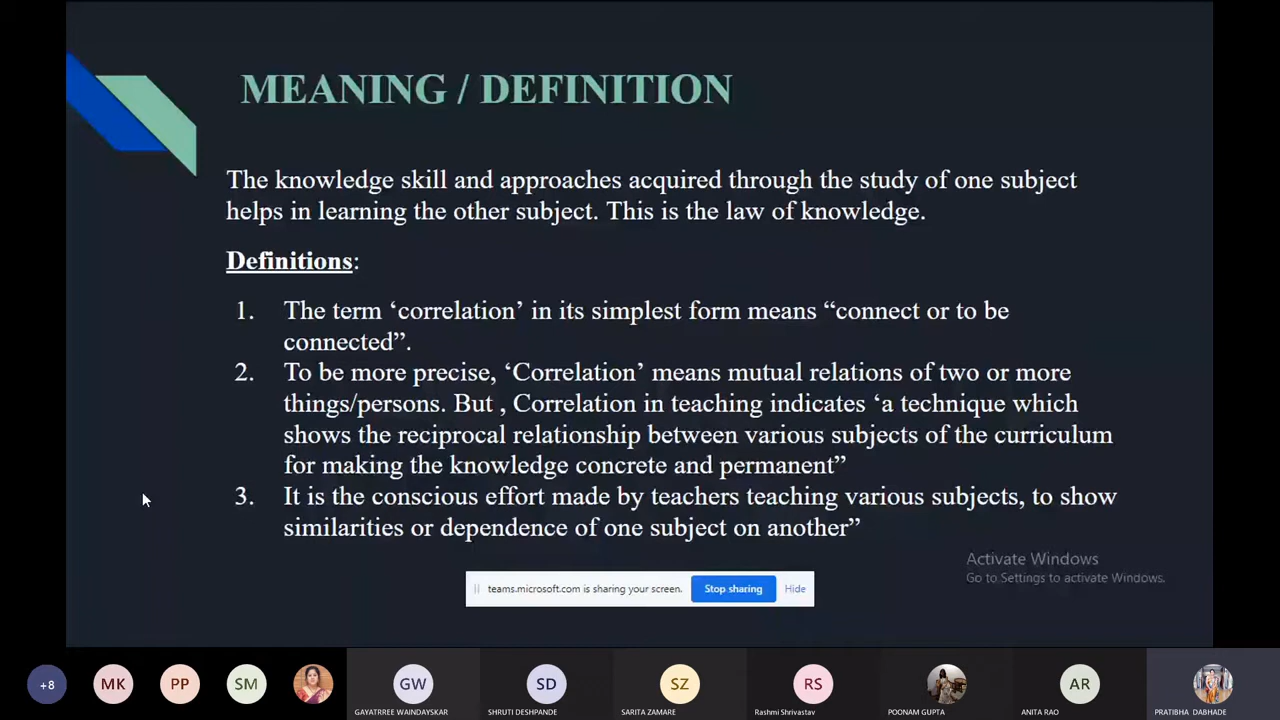 MEANING / DEFINITION
The knowledge skill and approaches acquired through the study of one subject
helps in learning the other subject. This is the law of knowledge.
Definitions:
1. The term ‘correlation’ in its simplest form means “connect or to be
connected”.
2. To be more precise, ‘Correlation’ means mutual relations of two or more
things/persons. But , Correlation in teaching indicates ‘a technique which
shows the reciprocal relationship between various subjects of the curriculum
for making the knowledge concrete and permanent”
3. It is the conscious effort made by teachers teaching various subjects, to show
similarities or dependence of one subject on another”
Activate Windows
Go to Settings to activate Windows.
teams.microsoft.com is sharing your screen. Stop sharing Hide
+8 MK PP SM GW SD SZ RS AR
GAYATRREE WAINDAYSKAR SHRUTI DESHPANDE SARITA ZAMARE Rashmi Shrivastav POONAM GUPTA ANITA RAO PRATIBHA DABHADE